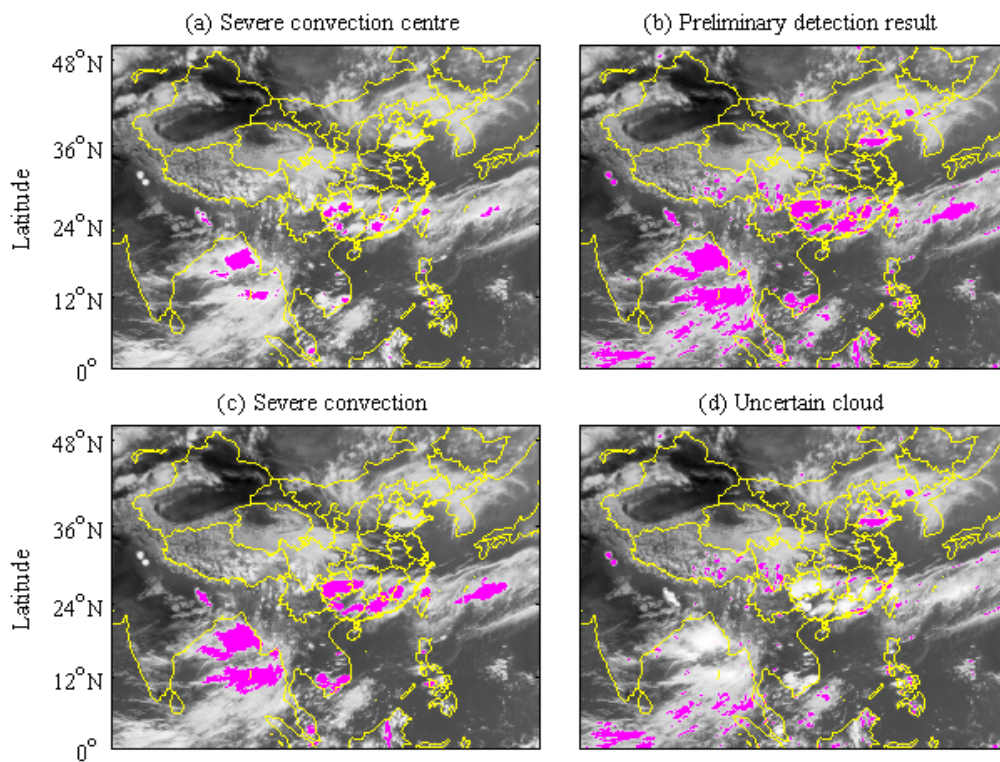 (a) Severe convection centre
(b) Preliminary detection result
48°N
36°N
24°N
12°N
0°
Latitude
(c) Severe convection
(d) Uncertain cloud
48°N
36°N
24°N
12°N
0°
Latitude